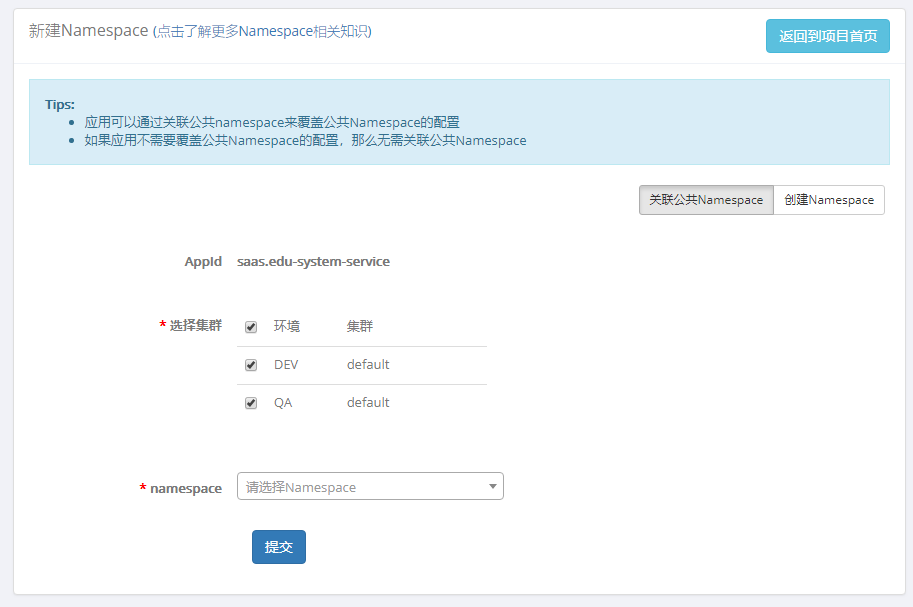 新建Namespace (点击了解更多Namespace相关知识)
返回到项目首页
Tips:
应用可以通过关联公共namespace来覆盖公共Namespace的配置
如果应用不需要覆盖公共Namespace的配置，那么无需关联公共Namespace
关联公共Namespace 创建Namespace
AppId saas.edu-system-service
* 选择集群 环境 集群
DEV default
QA default
* namespace 请选择Namespace
提交